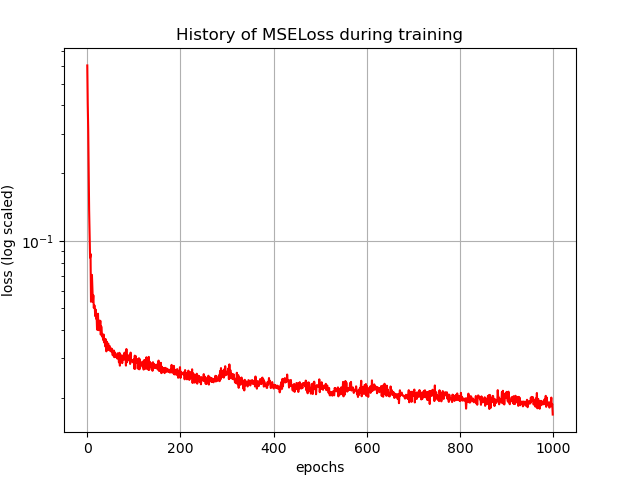 History of MSELoss during training
loss (log scaled)
10⁻¹
0 200 400 600 800 1000
epochs